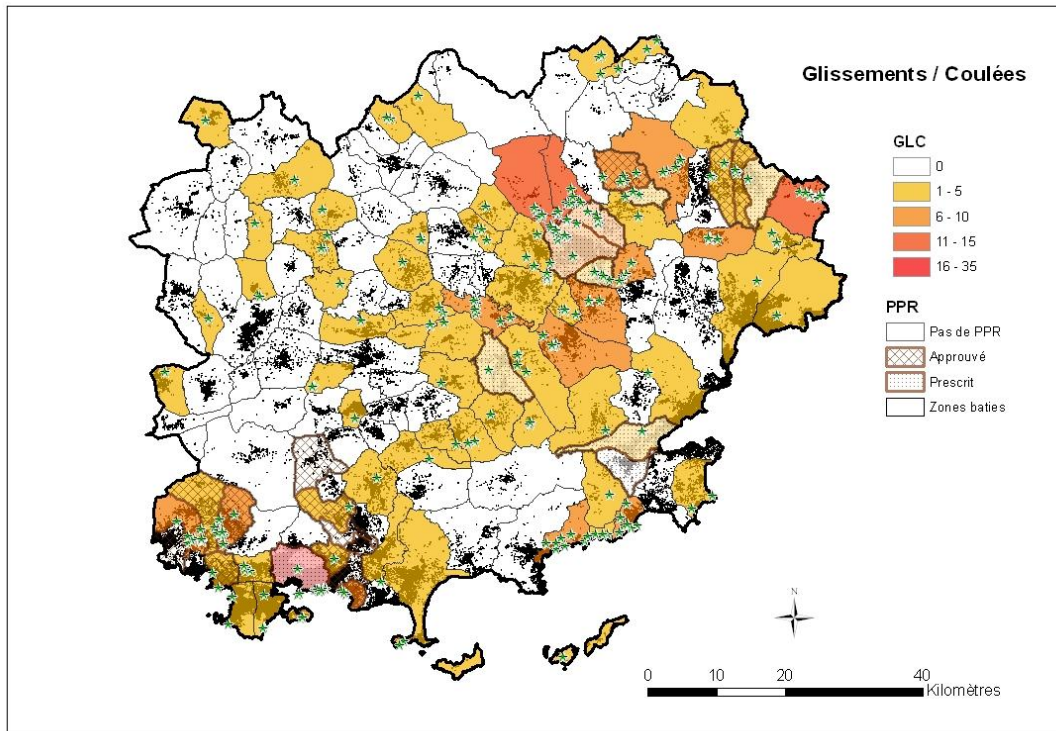 Glissements / Coulées
GLC
0
1 - 5
6 - 10
11 - 15
16 - 35
PPR
Pas de PPR
Approuvé
Prescrit
Zones baties
N
0 10 20 40
Kilomètres